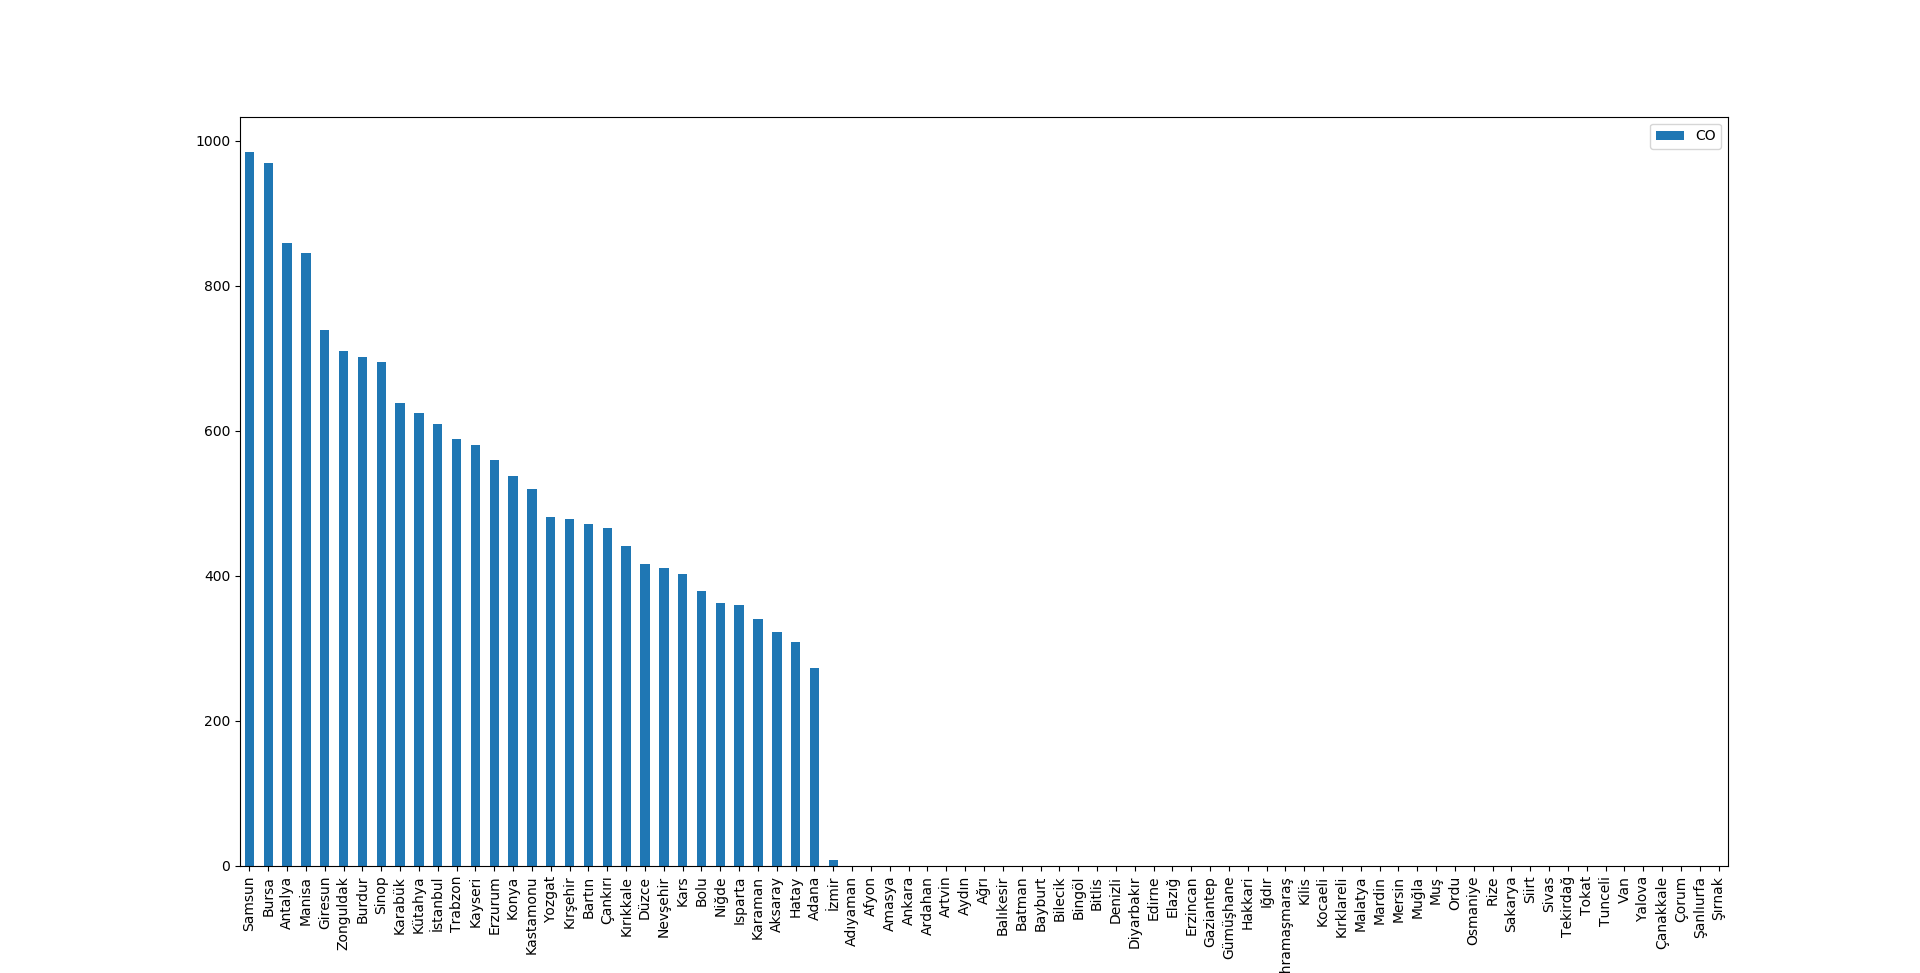 CO
1000
800
600
400
200
0
Samsun
Bursa
Antalya
Manisa
Giresun
Zonguldak
Burdur
Sinop
Karabük
Kütahya
İstanbul
Trabzon
Kayseri
Erzurum
Konya
Kastamonu
Yozgat
Kırşehir
Bartın
Çankırı
Kırıkkale
Düzce
Nevşehir
Kars
Bolu
Niğde
Isparta
Karaman
Aksaray
Hatay
Adana
İzmir
Adıyaman
Afyon
Amasya
Ankara
Ardahan
Artvin
Aydın
Ağrı
Balıkesir
Batman
Bayburt
Bilecik
Bingöl
Bitlis
Denizli
Diyarbakır
Edirne
Elazığ
Erzincan
Gaziantep
Gümüşhane
Hakkari
Iğdır
hramaşmaraş
Kilis
Kocaeli
Kırklareli
Malatya
Mardin
Mersin
Muğla
Muş
Ordu
Osmaniye
Rize
Sakarya
Siirt
Sivas
Tekirdağ
Tokat
Tunceli
Van
Yalova
Çanakkale
Çorum
Şanlıurfa
Şırnak